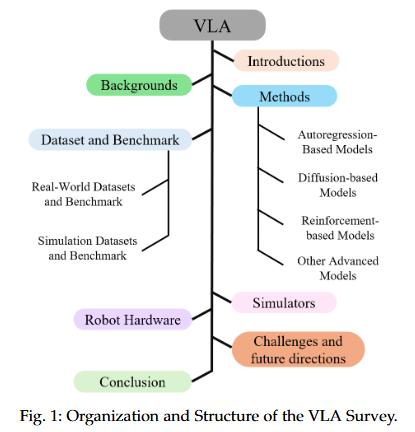 VLA
Introductions
Backgrounds
Methods
Dataset and Benchmark
Autoregression-
Based Models
Real-World Datasets
and Benchmark
Diffusion-based
Models
Simulation Datasets
and Benchmark
Reinforcement-
based Models
Other Advanced
Models
Simulators
Robot Hardware
Challenges and
future directions
Conclusion
Fig. 1: Organization and Structure of the VLA Survey.